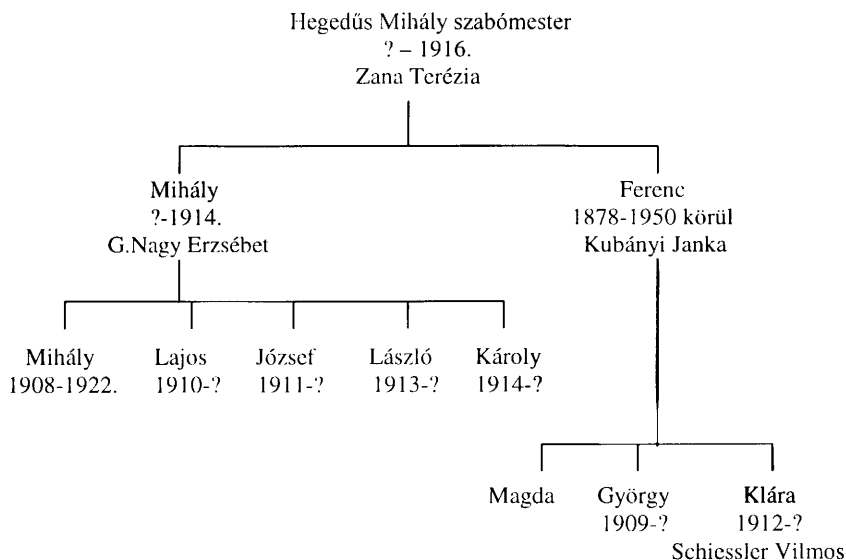 Hegedűs Mihály szabómester
? – 1916.
Zana Terézia
Mihály
?-1914.
G.Nagy Erzsébet
Ferenc
1878-1950 körül
Kubányi Janka
Mihály
1908-1922.
Lajos
1910-?
József
1911-?
László
1913-?
Károly
1914-?
Magda
György
1909-?
Klára
1912-?
Schiessler Vilmos